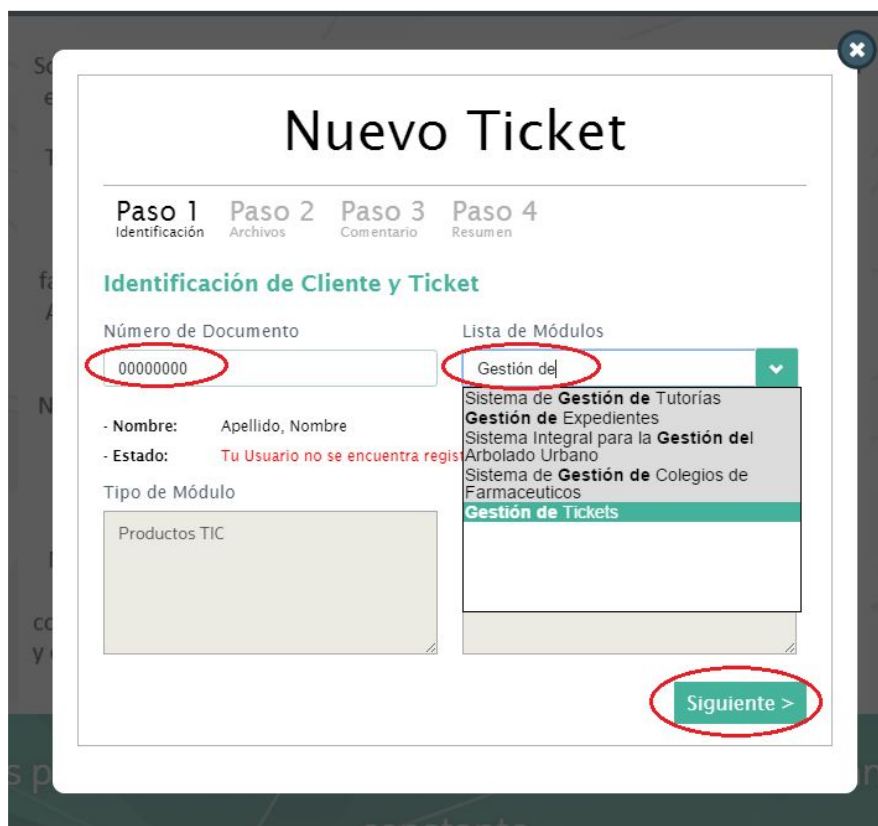 Nuevo Ticket
Paso 1 Paso 2 Paso 3 Paso 4
Identificación Archivos Comentario Resumen
Identificación de Cliente y Ticket
Número de Documento Lista de Módulos
00000000 Gestión de
Sistema de Gestión de Tutorías
Gestión de Expedientes
Sistema Integral para la Gestión del
Arbolado Urbano
Sistema de Gestión de Colegios de
Farmaceuticos
Gestión de Tickets
- Nombre: Apellido, Nombre
- Estado: Tu Usuario no se encuentra regist
Tipo de Módulo
Productos TIC
Siguiente >